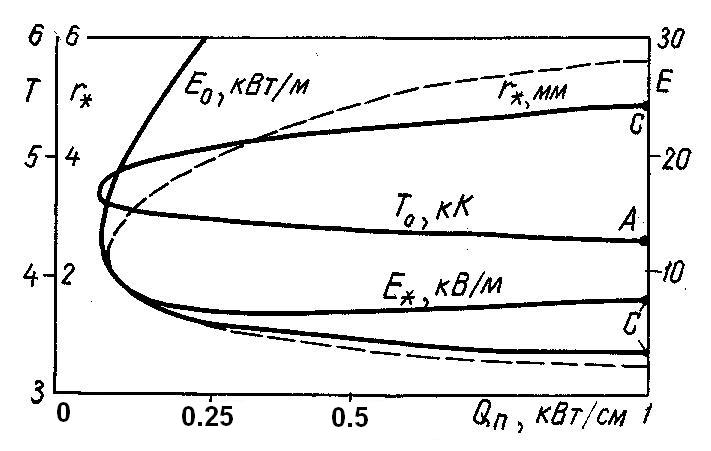 6 6 30
T r* E₀, кВт/м r*, мм E
C
5 4 20
T₀, кК A
4 2 E*, кВ/м 10
C
3
0 0.25 0.5 Qп, кВт/см 1